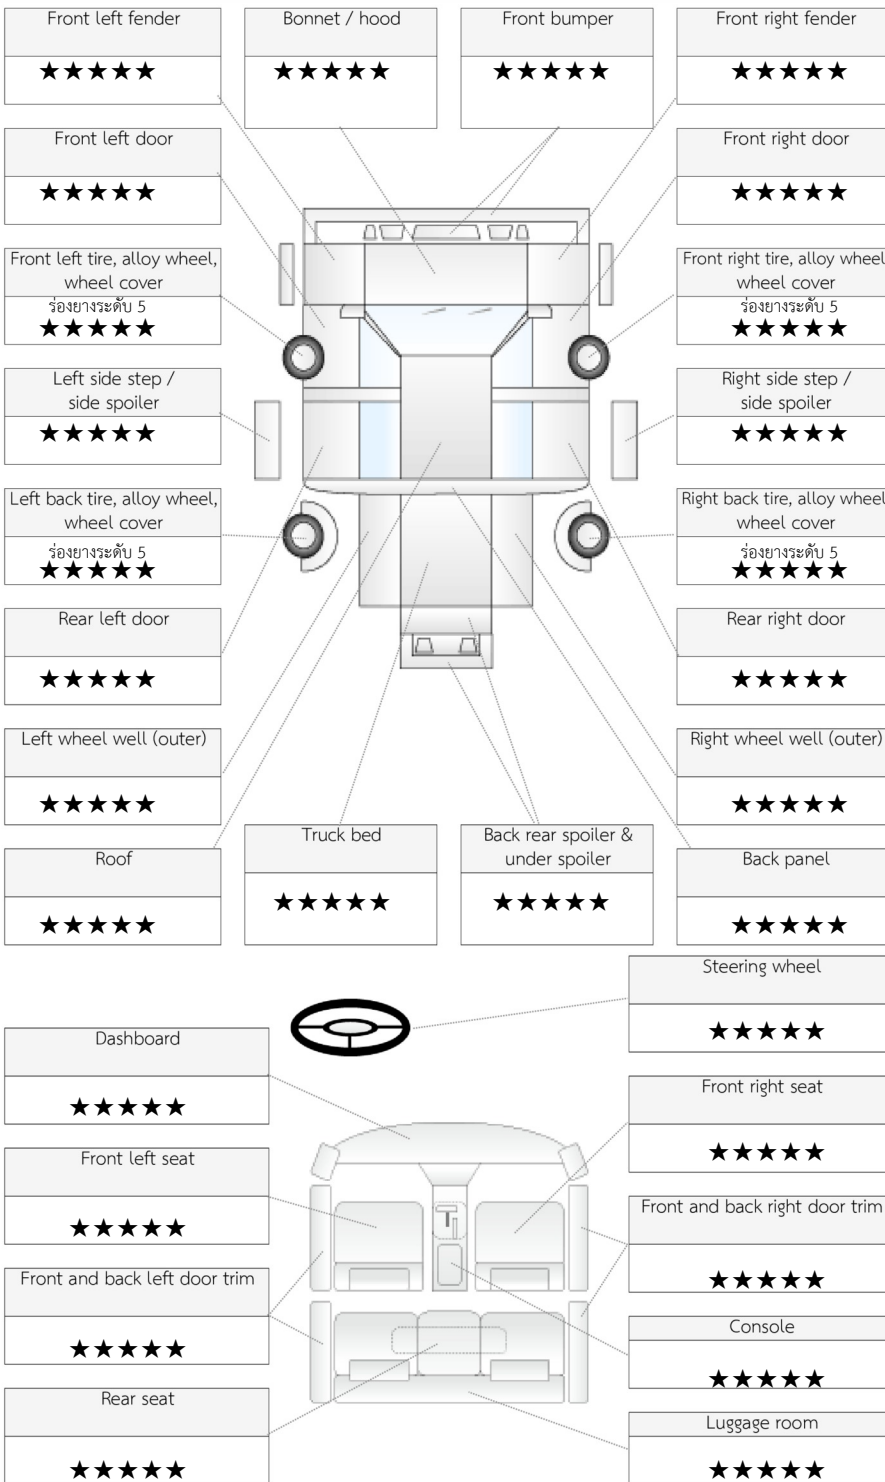 Front left fender
★★★★★
Bonnet / hood
★★★★★
Front bumper
★★★★★
Front right fender
★★★★★
Front left door
★★★★★
Front right door
★★★★★
Front left tire, alloy wheel,
wheel cover
ร่องยางระดับ 5
★★★★★
Front right tire, alloy wheel
wheel cover
ร่องยางระดับ 5
★★★★★
Left side step /
side spoiler
★★★★★
Right side step /
side spoiler
★★★★★
Left back tire, alloy wheel,
wheel cover
ร่องยางระดับ 5
★★★★★
Right back tire, alloy wheel
wheel cover
ร่องยางระดับ 5
★★★★★
Rear left door
★★★★★
Rear right door
★★★★★
Left wheel well (outer)
★★★★★
Right wheel well (outer)
★★★★★
Roof
★★★★★
Truck bed
★★★★★
Back rear spoiler &
under spoiler
★★★★★
Back panel
★★★★★
Steering wheel
★★★★★
Dashboard
★★★★★
Front right seat
★★★★★
Front left seat
★★★★★
Front and back right door trim
★★★★★
Front and back left door trim
★★★★★
Console
★★★★★
Rear seat
★★★★★
Luggage room
★★★★★